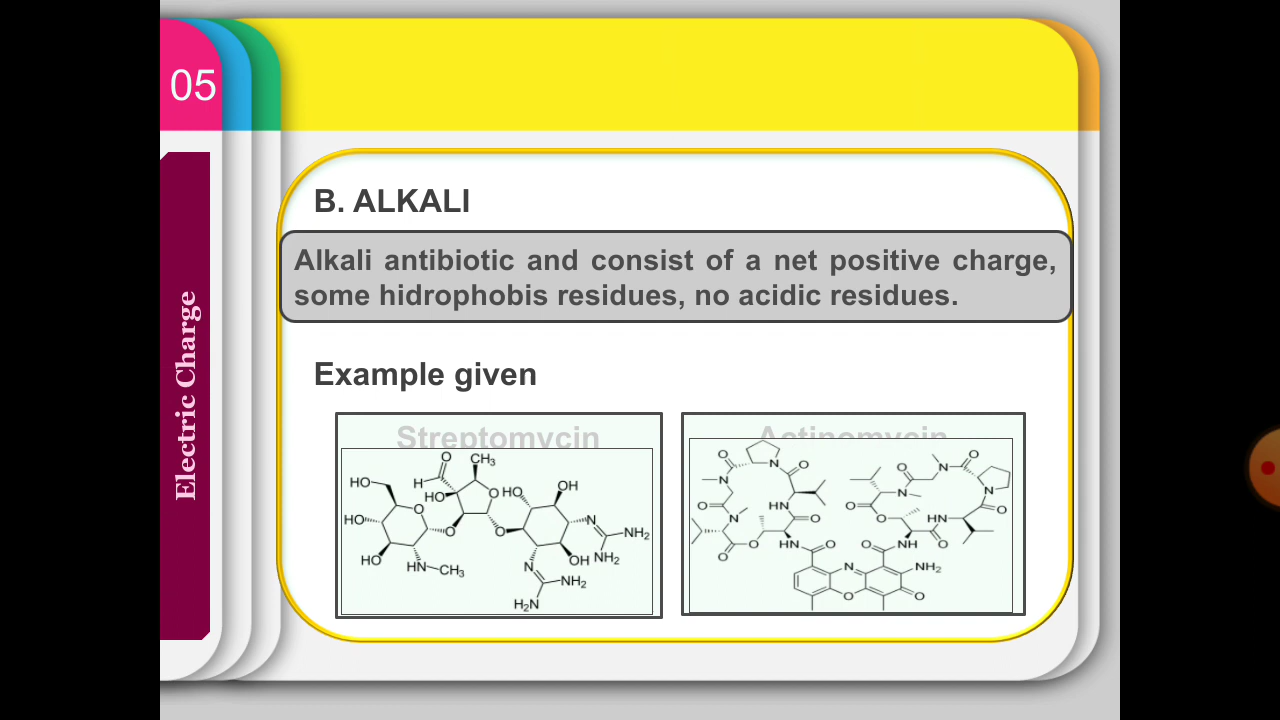 05
Electric Charge
B. ALKALI
Alkali antibiotic and consist of a net positive charge,
some hidrophobis residues, no acidic residues.
Example given
Streptomycin
O
CH₃
H
HO
HO
O
HO
OH
HO
O
O
O
N
NH₂
HO
HN
CH₃
OH
NH₂
N
NH₂
H₂N
Actinomycin
O
N
O
N
O
HN
O
N
O
O
O
HN
O
N
O
N
O
N
O
N
O
O
HN
O
O
NH
O
N
NH₂
O
O